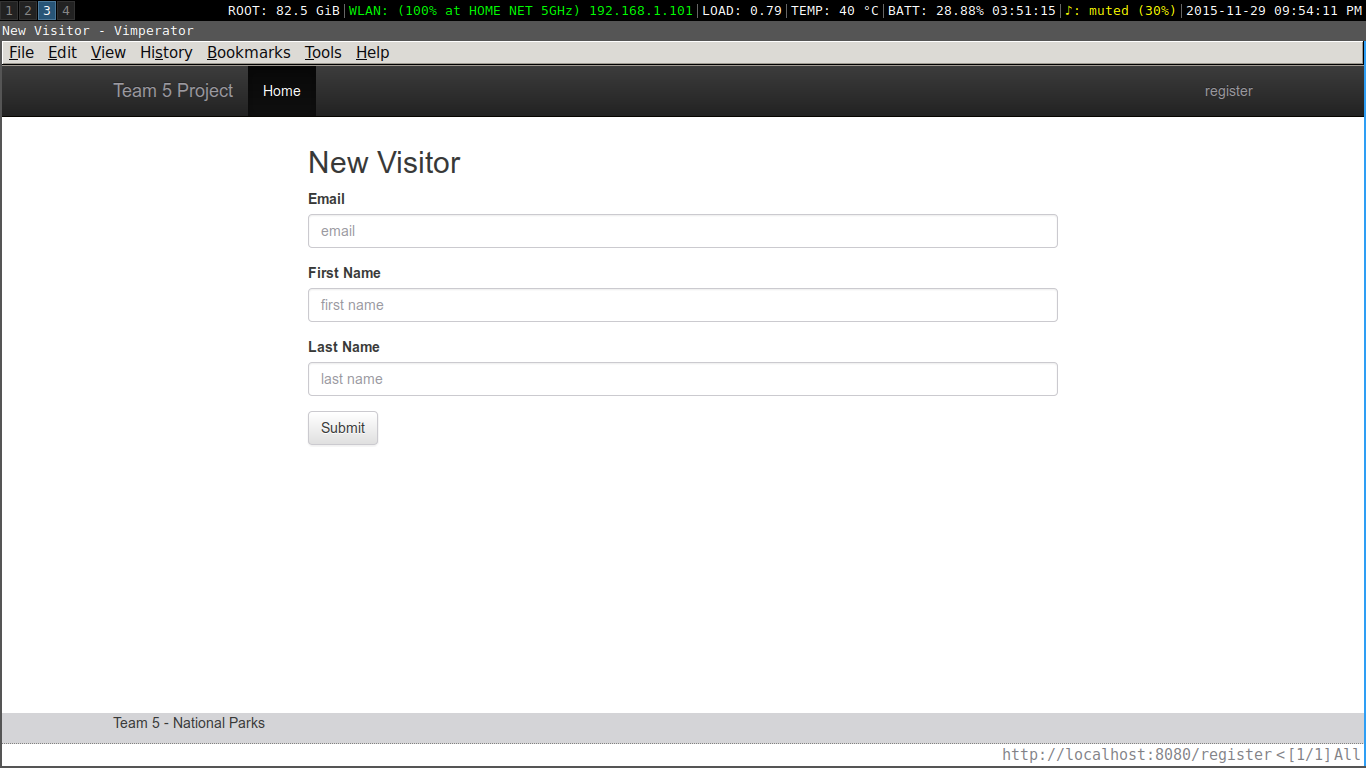 1 2 3 4 ROOT: 82.5 GiB|WLAN: (100% at HOME NET 5GHz) 192.168.1.101|LOAD: 0.79|TEMP: 40 °C|BATT: 28.88% 03:51:15|♪: muted (30%)|2015-11-29 09:54:11 PM
New Visitor - Vimperator
File Edit View History Bookmarks Tools Help
Team 5 Project Home register
New Visitor
Email
email
First Name
first name
Last Name
last name
Submit
Team 5 - National Parks
http://localhost:8080/register < [1/1] All